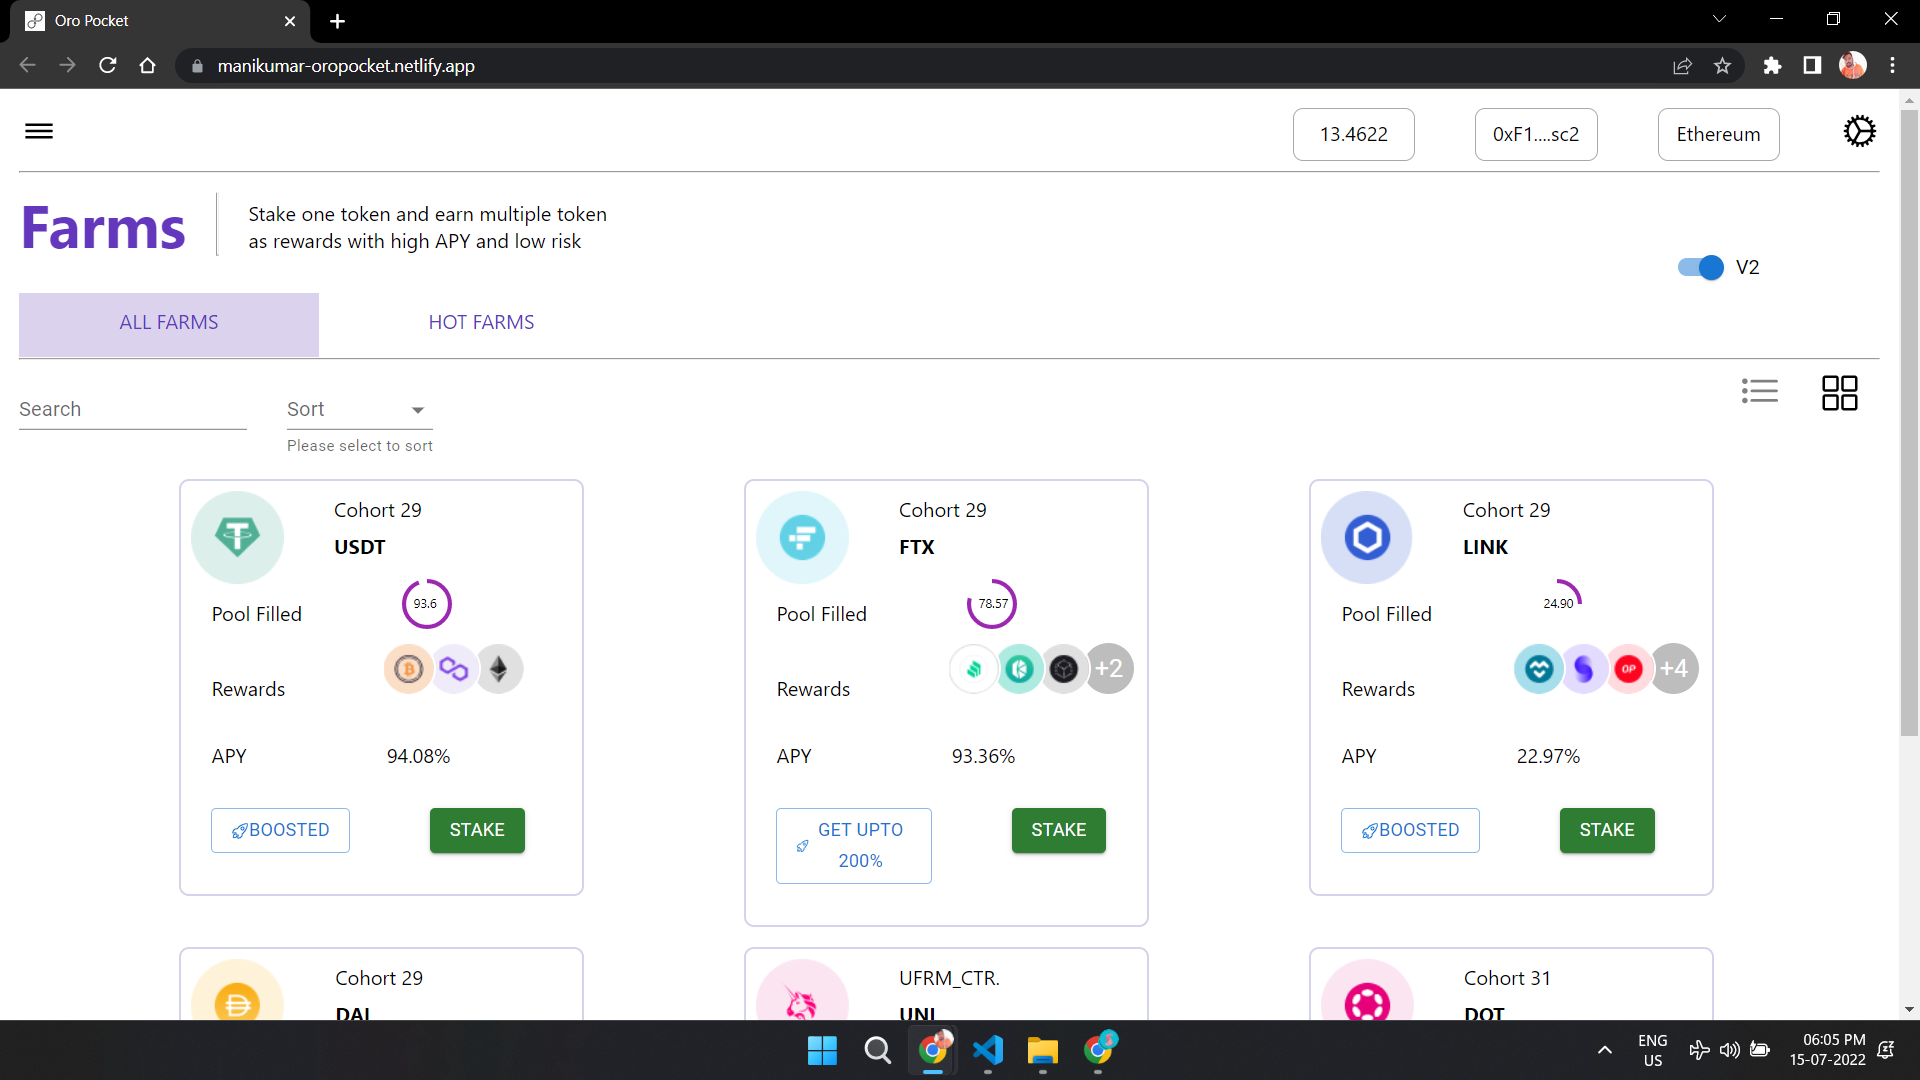 Oro Pocket
manikumar-oropocket.netlify.app
13.4622
0xF1....sc2
Ethereum
Farms
Stake one token and earn multiple token
as rewards with high APY and low risk
V2
ALL FARMS
HOT FARMS
Search
Sort
Please select to sort
Cohort 29
USDT
Pool Filled
93.6
Rewards
APY
94.08%
BOOSTED
STAKE
Cohort 29
FTX
Pool Filled
78.57
Rewards
+2
APY
93.36%
GET UPTO
200%
STAKE
Cohort 29
LINK
Pool Filled
24.90
Rewards
OP
+4
APY
22.97%
BOOSTED
STAKE
Cohort 29
DAI
UFRM_CTR.
UNI
Cohort 31
DOT
ENG
US
06:05 PM
15-07-2022